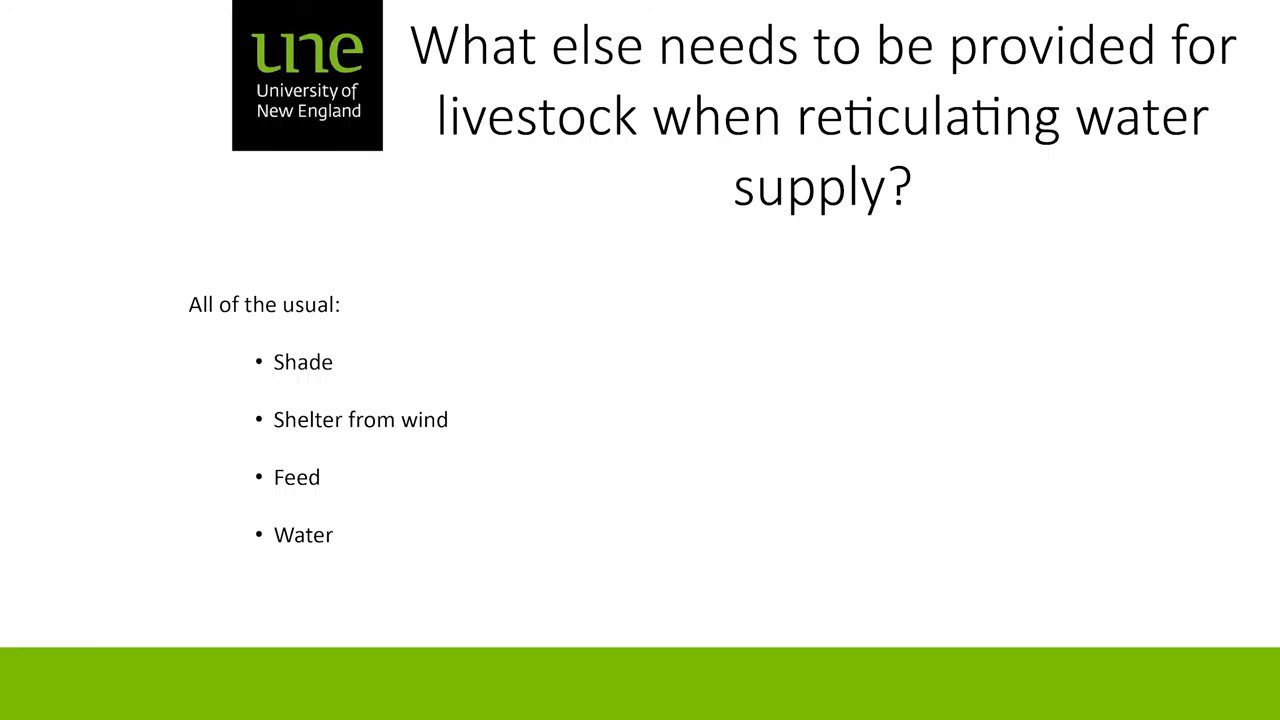 une
University of
New England
What else needs to be provided for
livestock when reticulating water
supply?
All of the usual:
• Shade
• Shelter from wind
• Feed
• Water